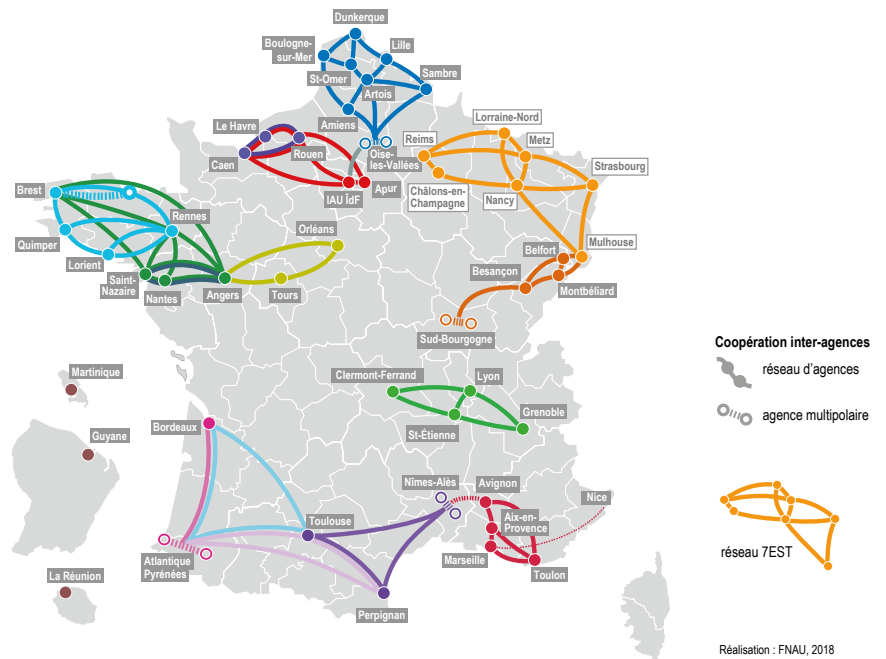 Dunkerque
Boulogne-
sur-Mer
Lille
St-Omer
Sambre
Artois
Amiens
Le Havre
Lorraine-Nord
Reims
Metz
Rouen
Oise-
les-Vallées
Caen
Strasbourg
IAU ÎdF
Apur
Châlons-en-
Champagne
Nancy
Brest
Rennes
Orléans
Quimper
Belfort
Mulhouse
Lorient
Besançon
Saint-
Nazaire
Nantes
Angers
Tours
Montbéliard
Sud-Bourgogne
Coopération inter-agences
réseau d'agences
agence multipolaire
Martinique
Clermont-Ferrand
Lyon
Grenoble
Bordeaux
St-Étienne
Guyane
Nîmes-Alès
Avignon
Nice
Toulouse
Aix-en-
Provence
réseau 7EST
Atlantique
Pyrénées
Marseille
Toulon
La Réunion
Perpignan
Réalisation : FNAU, 2018